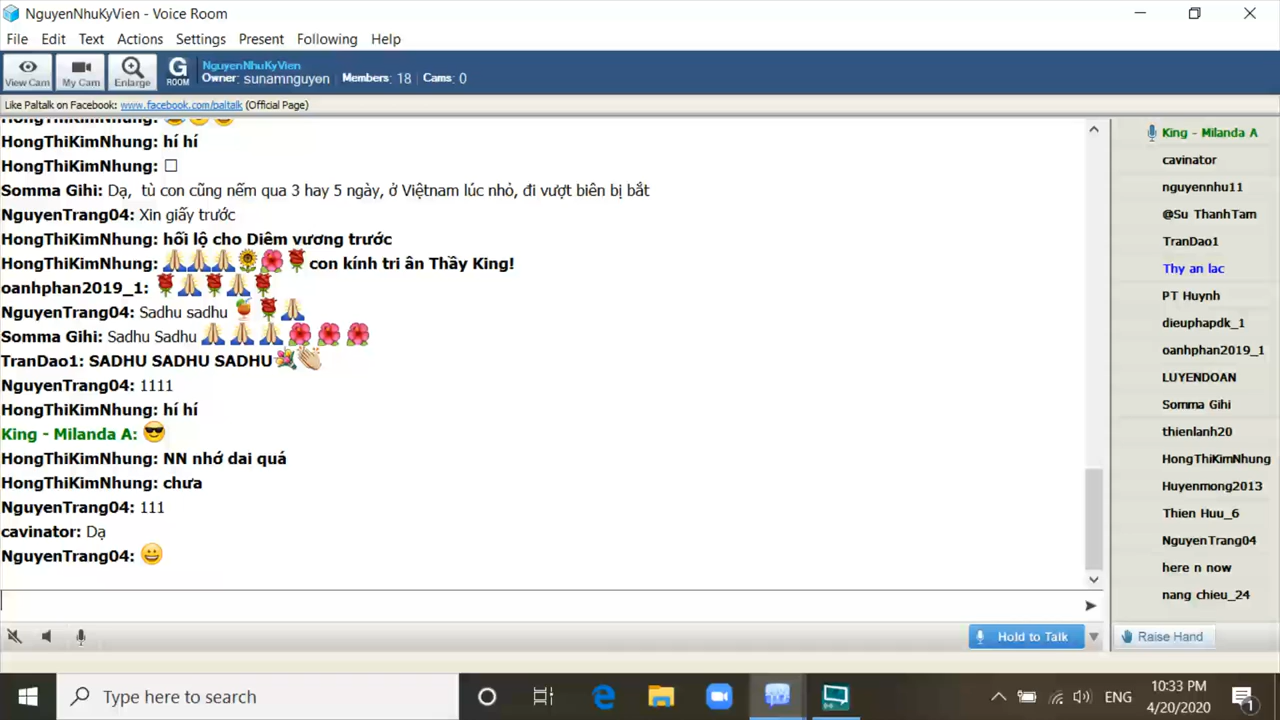 NguyenNhuKyVien - Voice Room
File Edit Text Actions Settings Present Following Help
View Cam
My Cam
Enlarge
G ROOM
NguyenNhuKyVien
Owner: sunamnguyen Members: 18 Cams: 0
Like Paltalk on Facebook: www.facebook.com/paltalk (Official Page)
HongThiKimNhung:
HongThiKimNhung: hí hí
HongThiKimNhung:
Somma Gihi: Dạ, tù con cũng nếm qua 3 hay 5 ngày, ở Việtnam lúc nhỏ, đi vượt biên bị bắt
NguyenTrang04: Xin giấy trước
HongThiKimNhung: hối lộ cho Diêm vương trước
HongThiKimNhung: 🙏🙏🙏🌻🌺🌹con kính tri ân Thầy King!
oanhphan2019_1: 🌹🙏🌹🙏🌹
NguyenTrang04: Sadhu sadhu 🍹🌹🙏
Somma Gihi: Sadhu Sadhu 🙏🙏🙏🌺🌺🌺
TranDao1: SADHU SADHU SADHU💐👏
NguyenTrang04: 1111
HongThiKimNhung: hí hí
King - Milanda A: 😎
HongThiKimNhung: NN nhớ dai quá
HongThiKimNhung: chưa
NguyenTrang04: 111
cavinator: Dạ
NguyenTrang04: 😀
King - Milanda A
cavinator
nguyennhu11
@Su ThanhTam
TranDao1
Thy an lac
PT Huynh
dieuphapdk_1
oanhphan2019_1
LUYENDOAN
Somma Gihi
thienlanh20
HongThiKimNhung
Huyenmong2013
Thien Huu_6
NguyenTrang04
here n now
nang chieu_24
Hold to Talk
Raise Hand
Type here to search
ENG
10:33 PM
4/20/2020
1